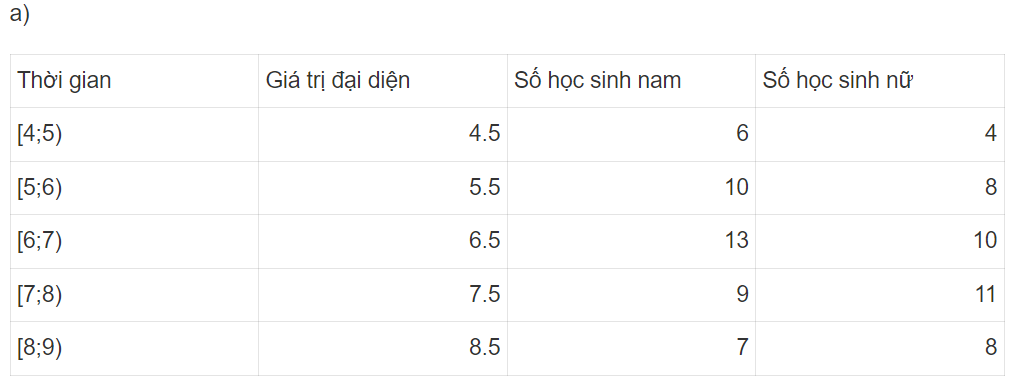 a)
Thời gian Giá trị đại diện Số học sinh nam Số học sinh nữ
[4;5) 4.5 6 4
[5;6) 5.5 10 8
[6;7) 6.5 13 10
[7;8) 7.5 9 11
[8;9) 8.5 7 8